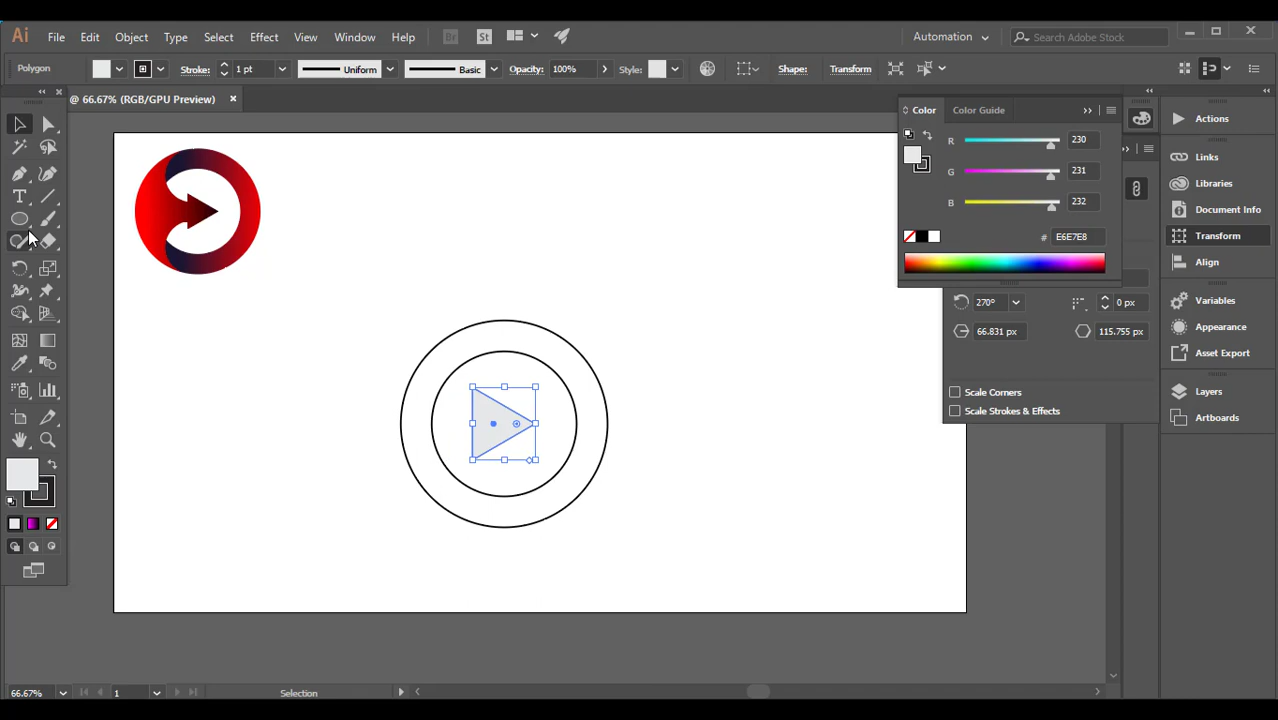 Ai File Edit Object Type Select Effect View Window Help Br St Automation Search Adobe Stock
Polygon Stroke: 1 pt Uniform Basic Opacity: 100% Style: Shape: Transform
@ 66.67% (RGB/GPU Preview) ×
Color Color Guide
R 230
G 231
B 232
# E6E7E8
270° 0 px
66.831 px 115.755 px
Scale Corners
Scale Strokes & Effects
Actions
Links
Libraries
Document Info
Transform
Align
Variables
Appearance
Asset Export
Layers
Artboards
T
66.67% 1 Selection